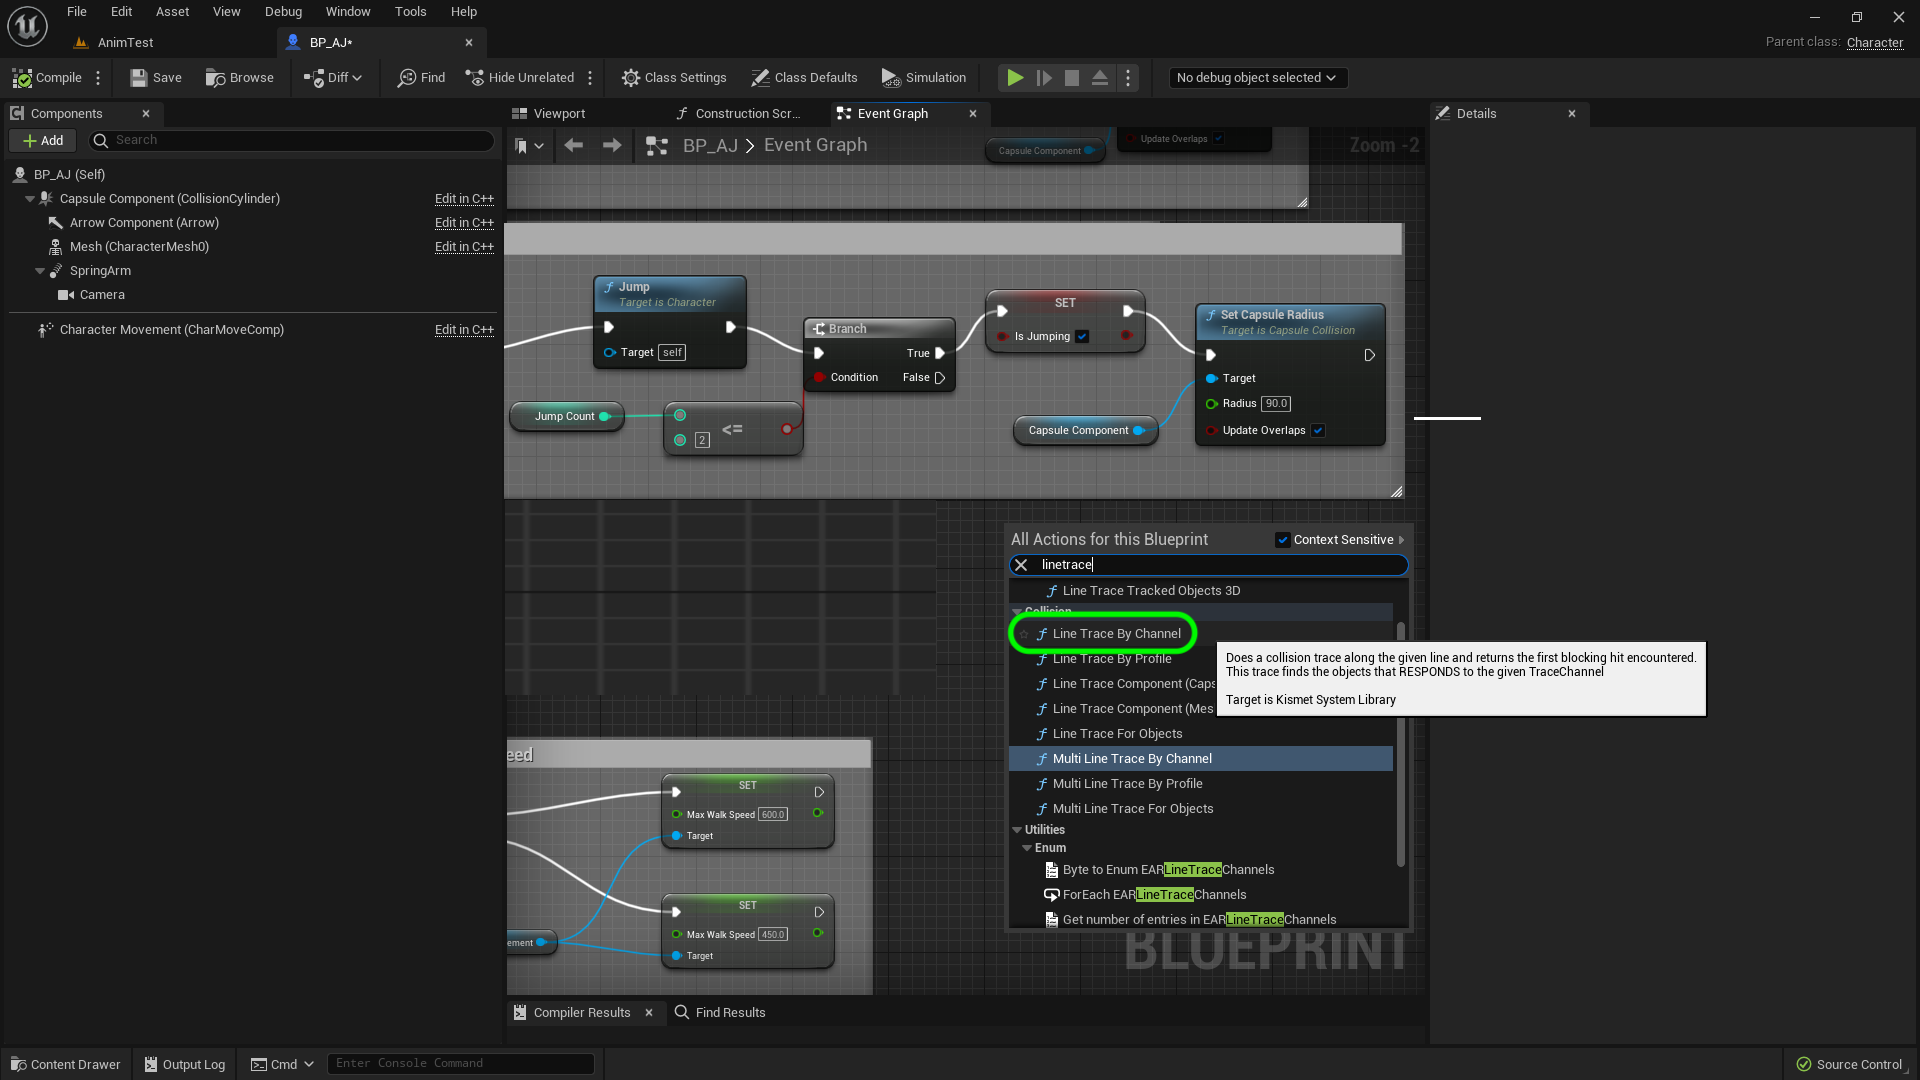 File Edit Asset View Debug Window Tools Help
AnimTest
BP_AJ*
Parent class: Character
Compile Save Browse Diff Find Hide Unrelated Class Settings Class Defaults Simulation No debug object selected
Components
Add
Search
BP_AJ (Self)
Capsule Component (CollisionCylinder) Edit in C++
Arrow Component (Arrow) Edit in C++
Mesh (CharacterMesh0) Edit in C++
SpringArm
Camera
Character Movement (CharMoveComp) Edit in C++
Viewport Construction Scr... Event Graph
BP_AJ > Event Graph
Zoom -2
Update Overlaps
Capsule Component
Jump
Target is Character
Target self
Branch
True
Condition False
Jump Count
2
<=
SET
Is Jumping
Capsule Component
Set Capsule Radius
Target is Capsule Collision
Target
Radius 90.0
Update Overlaps
All Actions for this Blueprint Context Sensitive
linetrace
Line Trace Tracked Objects 3D
Collision
Line Trace By Channel
Line Trace By Profile
Line Trace Component (Caps
Line Trace Component (Mes
Line Trace For Objects
Multi Line Trace By Channel
Multi Line Trace By Profile
Multi Line Trace For Objects
Utilities
Enum
Byte to Enum EARLineTraceChannels
ForEach EARLineTraceChannels
Get number of entries in EARLineTraceChannels
Does a collision trace along the given line and returns the first blocking hit encountered.
This trace finds the objects that RESPONDS to the given TraceChannel
Target is Kismet System Library
eed
SET
Max Walk Speed 600.0
Target
SET
Max Walk Speed 450.0
Target
ement
BLUEPRINT
Details
Compiler Results Find Results
Content Drawer Output Log Cmd Enter Console Command Source Control